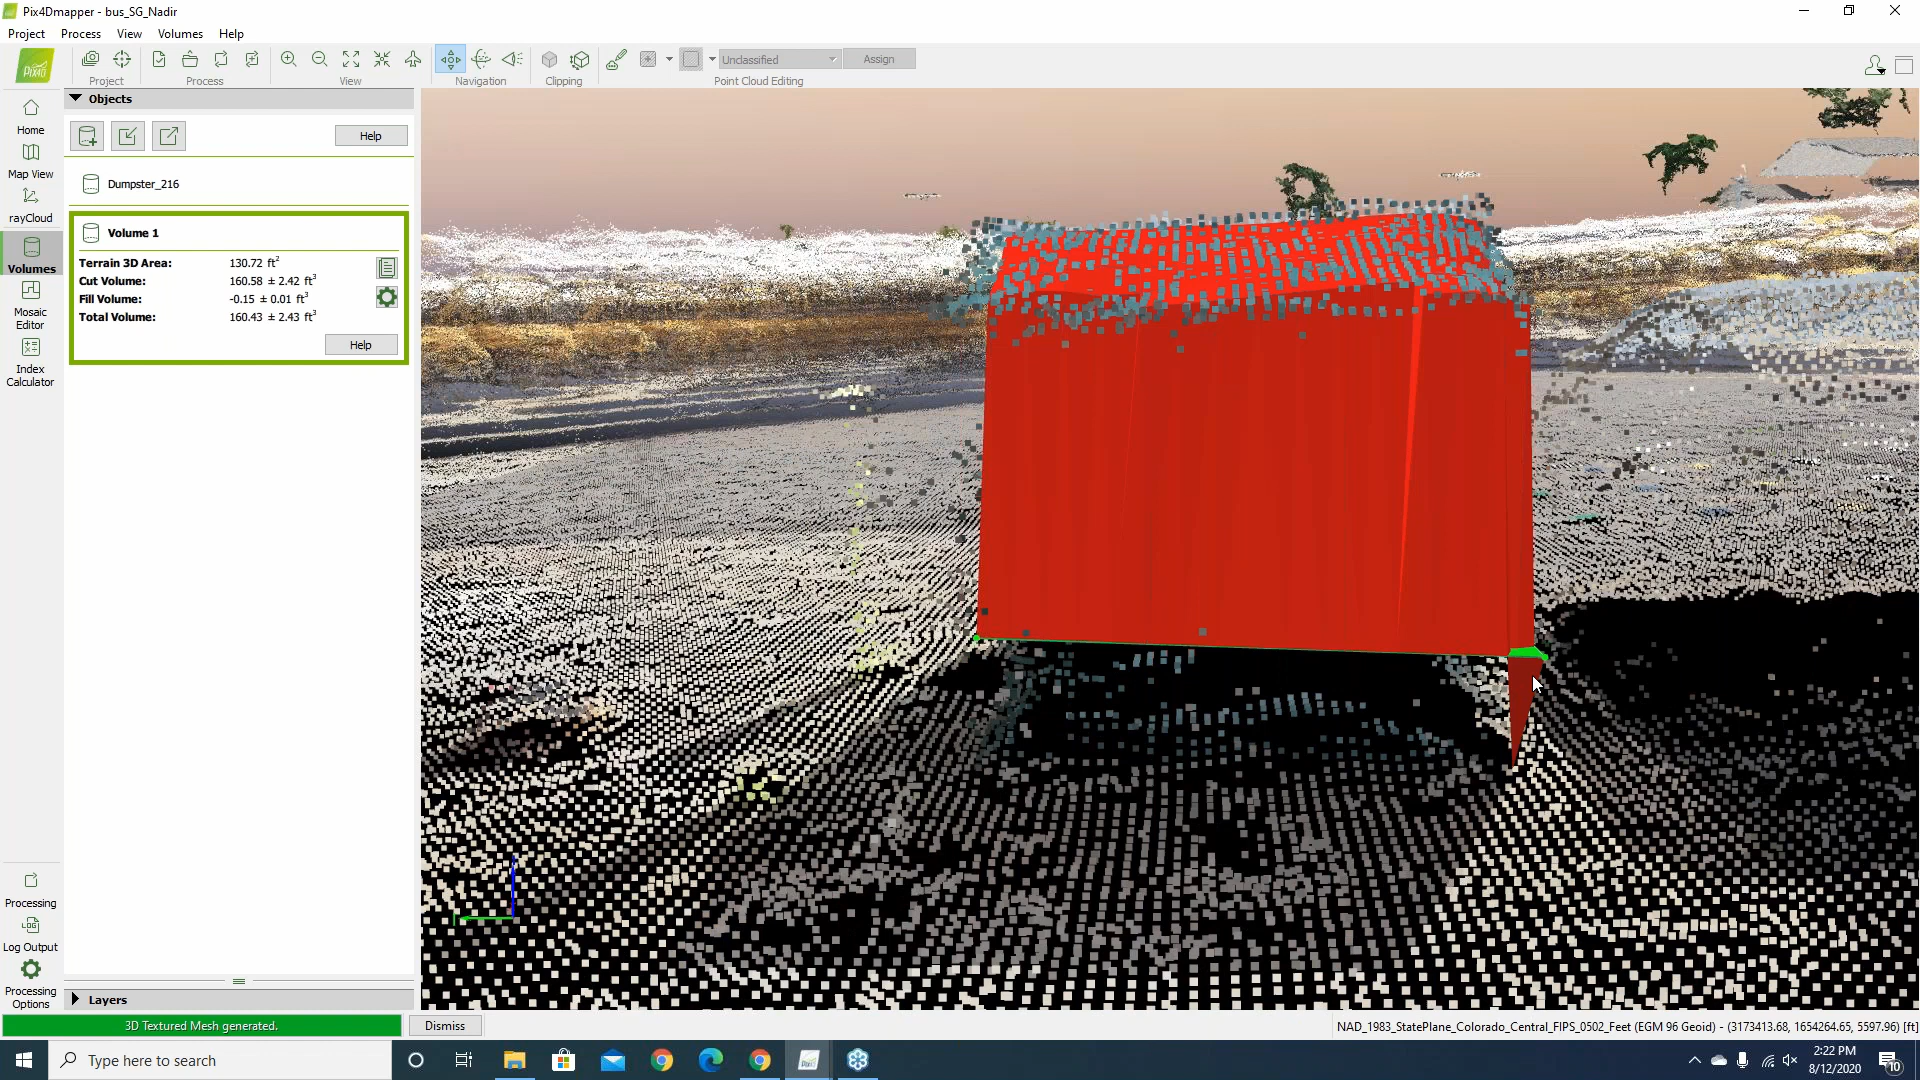 Pix4Dmapper - bus_SG_Nadir
Project Process View Volumes Help
PIX4D
Project Process View Navigation Clipping Point Cloud Editing
Unclassified
Assign
Home
Map View
rayCloud
Volumes
Mosaic
Editor
Index
Calculator
Processing
LOG
Log Output
Processing
Options
Objects
Help
Dumpster_216
Volume 1
Terrain 3D Area: 130.72 ft²
Cut Volume: 160.58 ± 2.42 ft³
Fill Volume: -0.15 ± 0.01 ft³
Total Volume: 160.43 ± 2.43 ft³
Help
Layers
3D Textured Mesh generated.
Dismiss
NAD_1983_StatePlane_Colorado_Central_FIPS_0502_Feet (EGM 96 Geoid) - (3173413.68, 1654264.65, 5597.96) [ft]
Type here to search
2:22 PM
8/12/2020
10